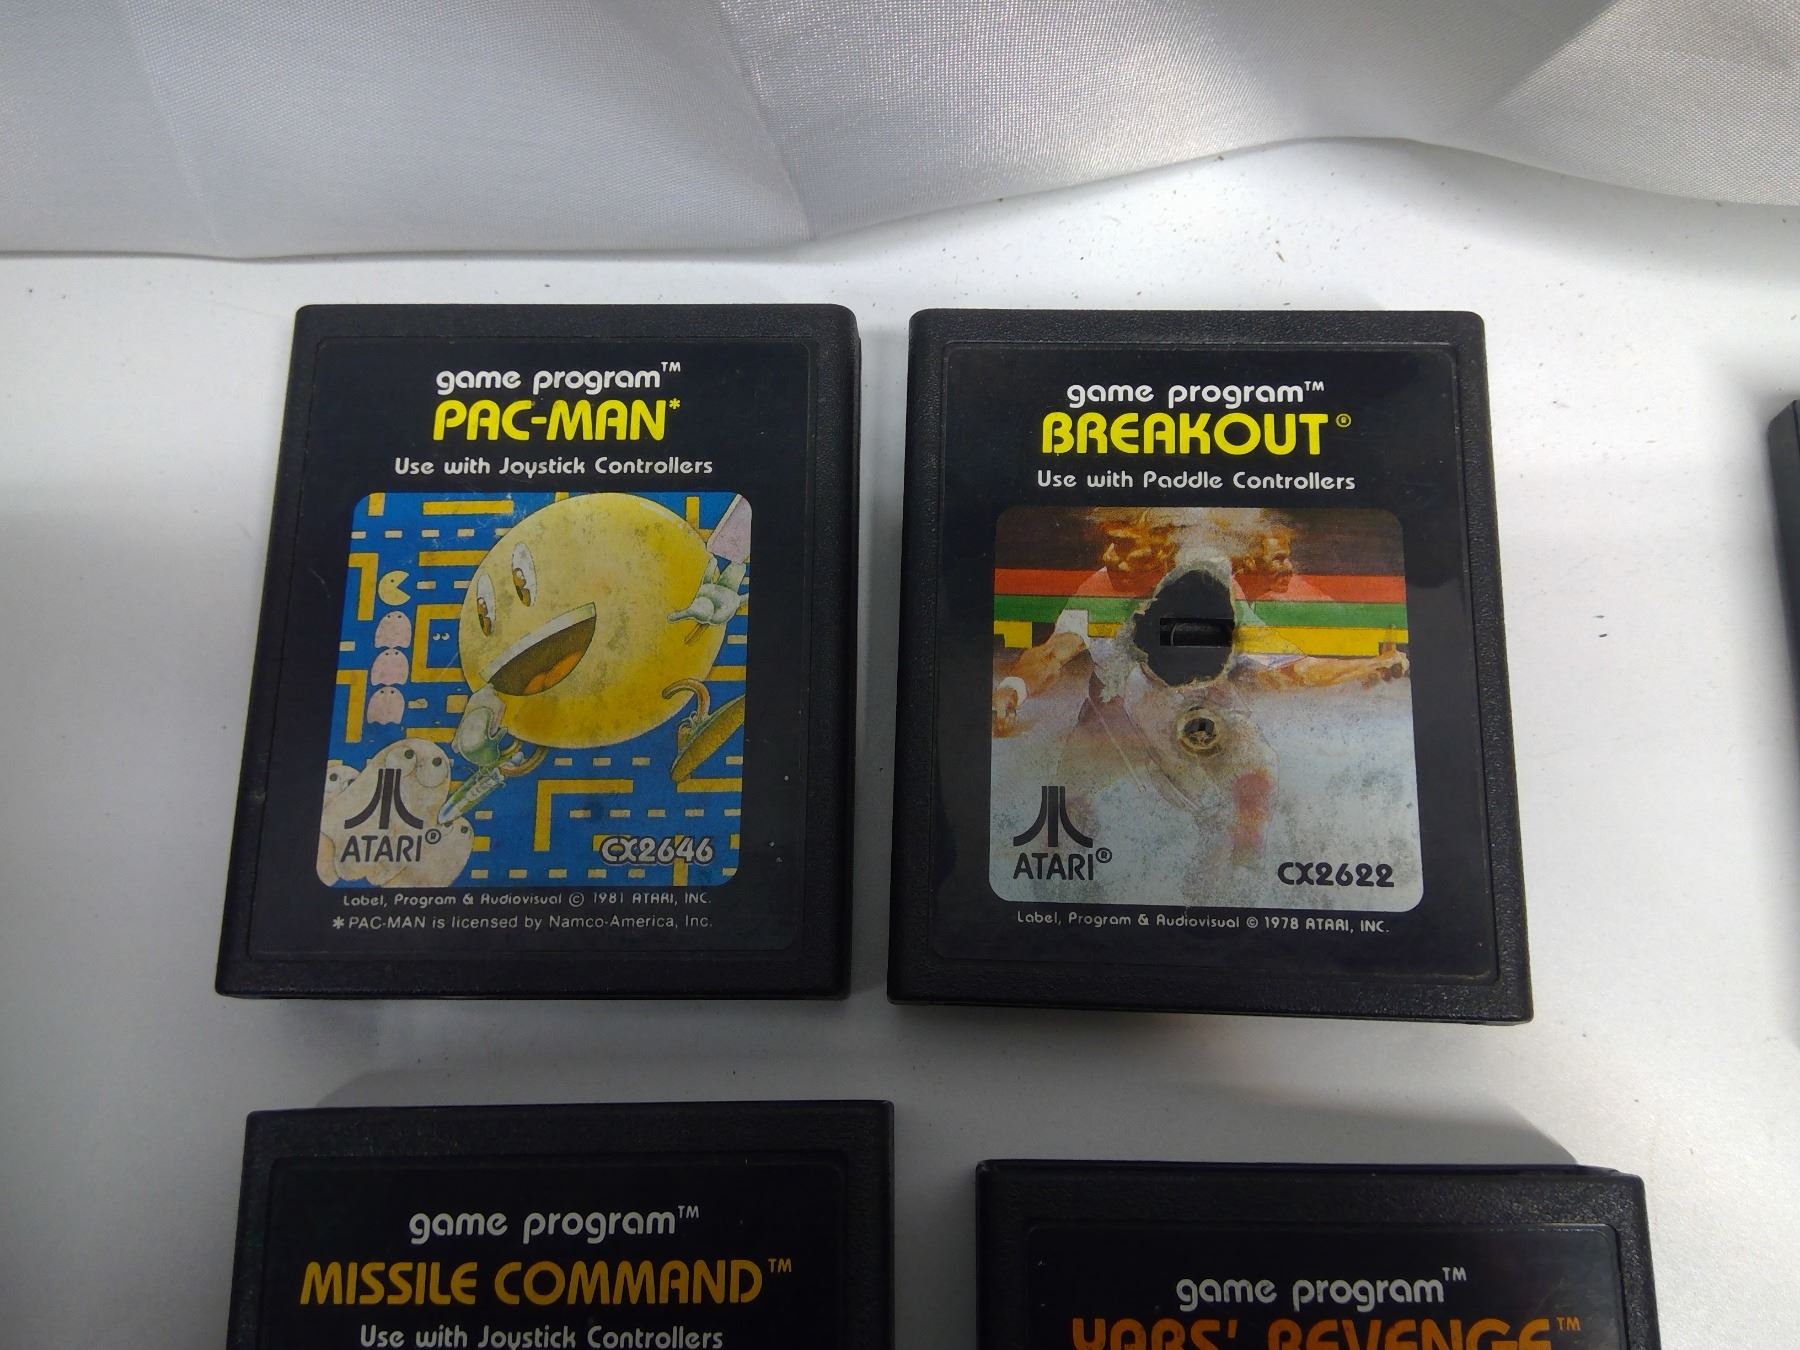 game program™
PAC-MAN*
Use with Joystick Controllers
ATARI®
CX2646
Label, Program & Audiovisual © 1981 ATARI, INC.
* PAC-MAN is licensed by Namco-America, Inc.
game program™
BREAKOUT®
Use with Paddle Controllers
ATARI®
CX2622
Label, Program & Audiovisual © 1978 ATARI, INC.
game program™
MISSILE COMMAND™
Use with Joystick Controllers
game program™
YARS' REVENGE™